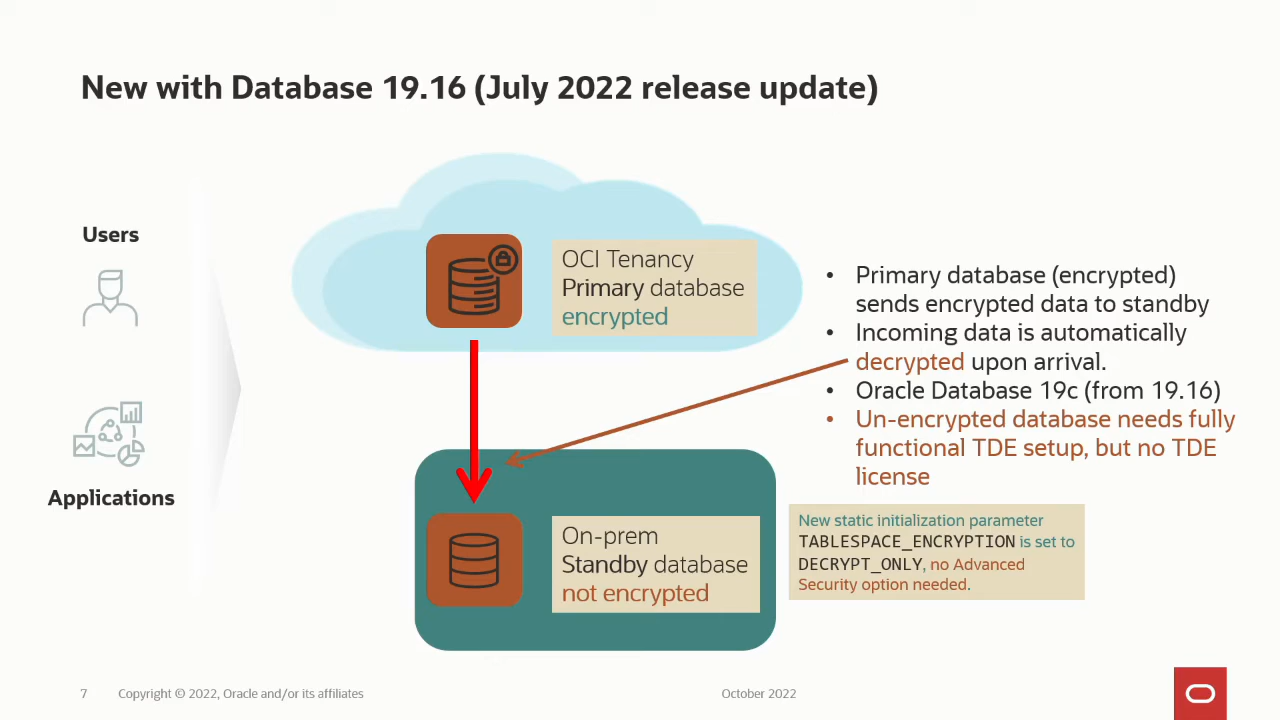 New with Database 19.16 (July 2022 release update)
Users
Applications
OCI Tenancy
Primary database
encrypted
On-prem
Standby database
not encrypted
• Primary database (encrypted)
sends encrypted data to standby
• Incoming data is automatically
decrypted upon arrival.
• Oracle Database 19c (from 19.16)
• Un-encrypted database needs fully
functional TDE setup, but no TDE
license
New static initialization parameter
TABLESPACE_ENCRYPTION is set to
DECRYPT_ONLY, no Advanced
Security option needed.
7 Copyright © 2022, Oracle and/or its affiliates
October 2022